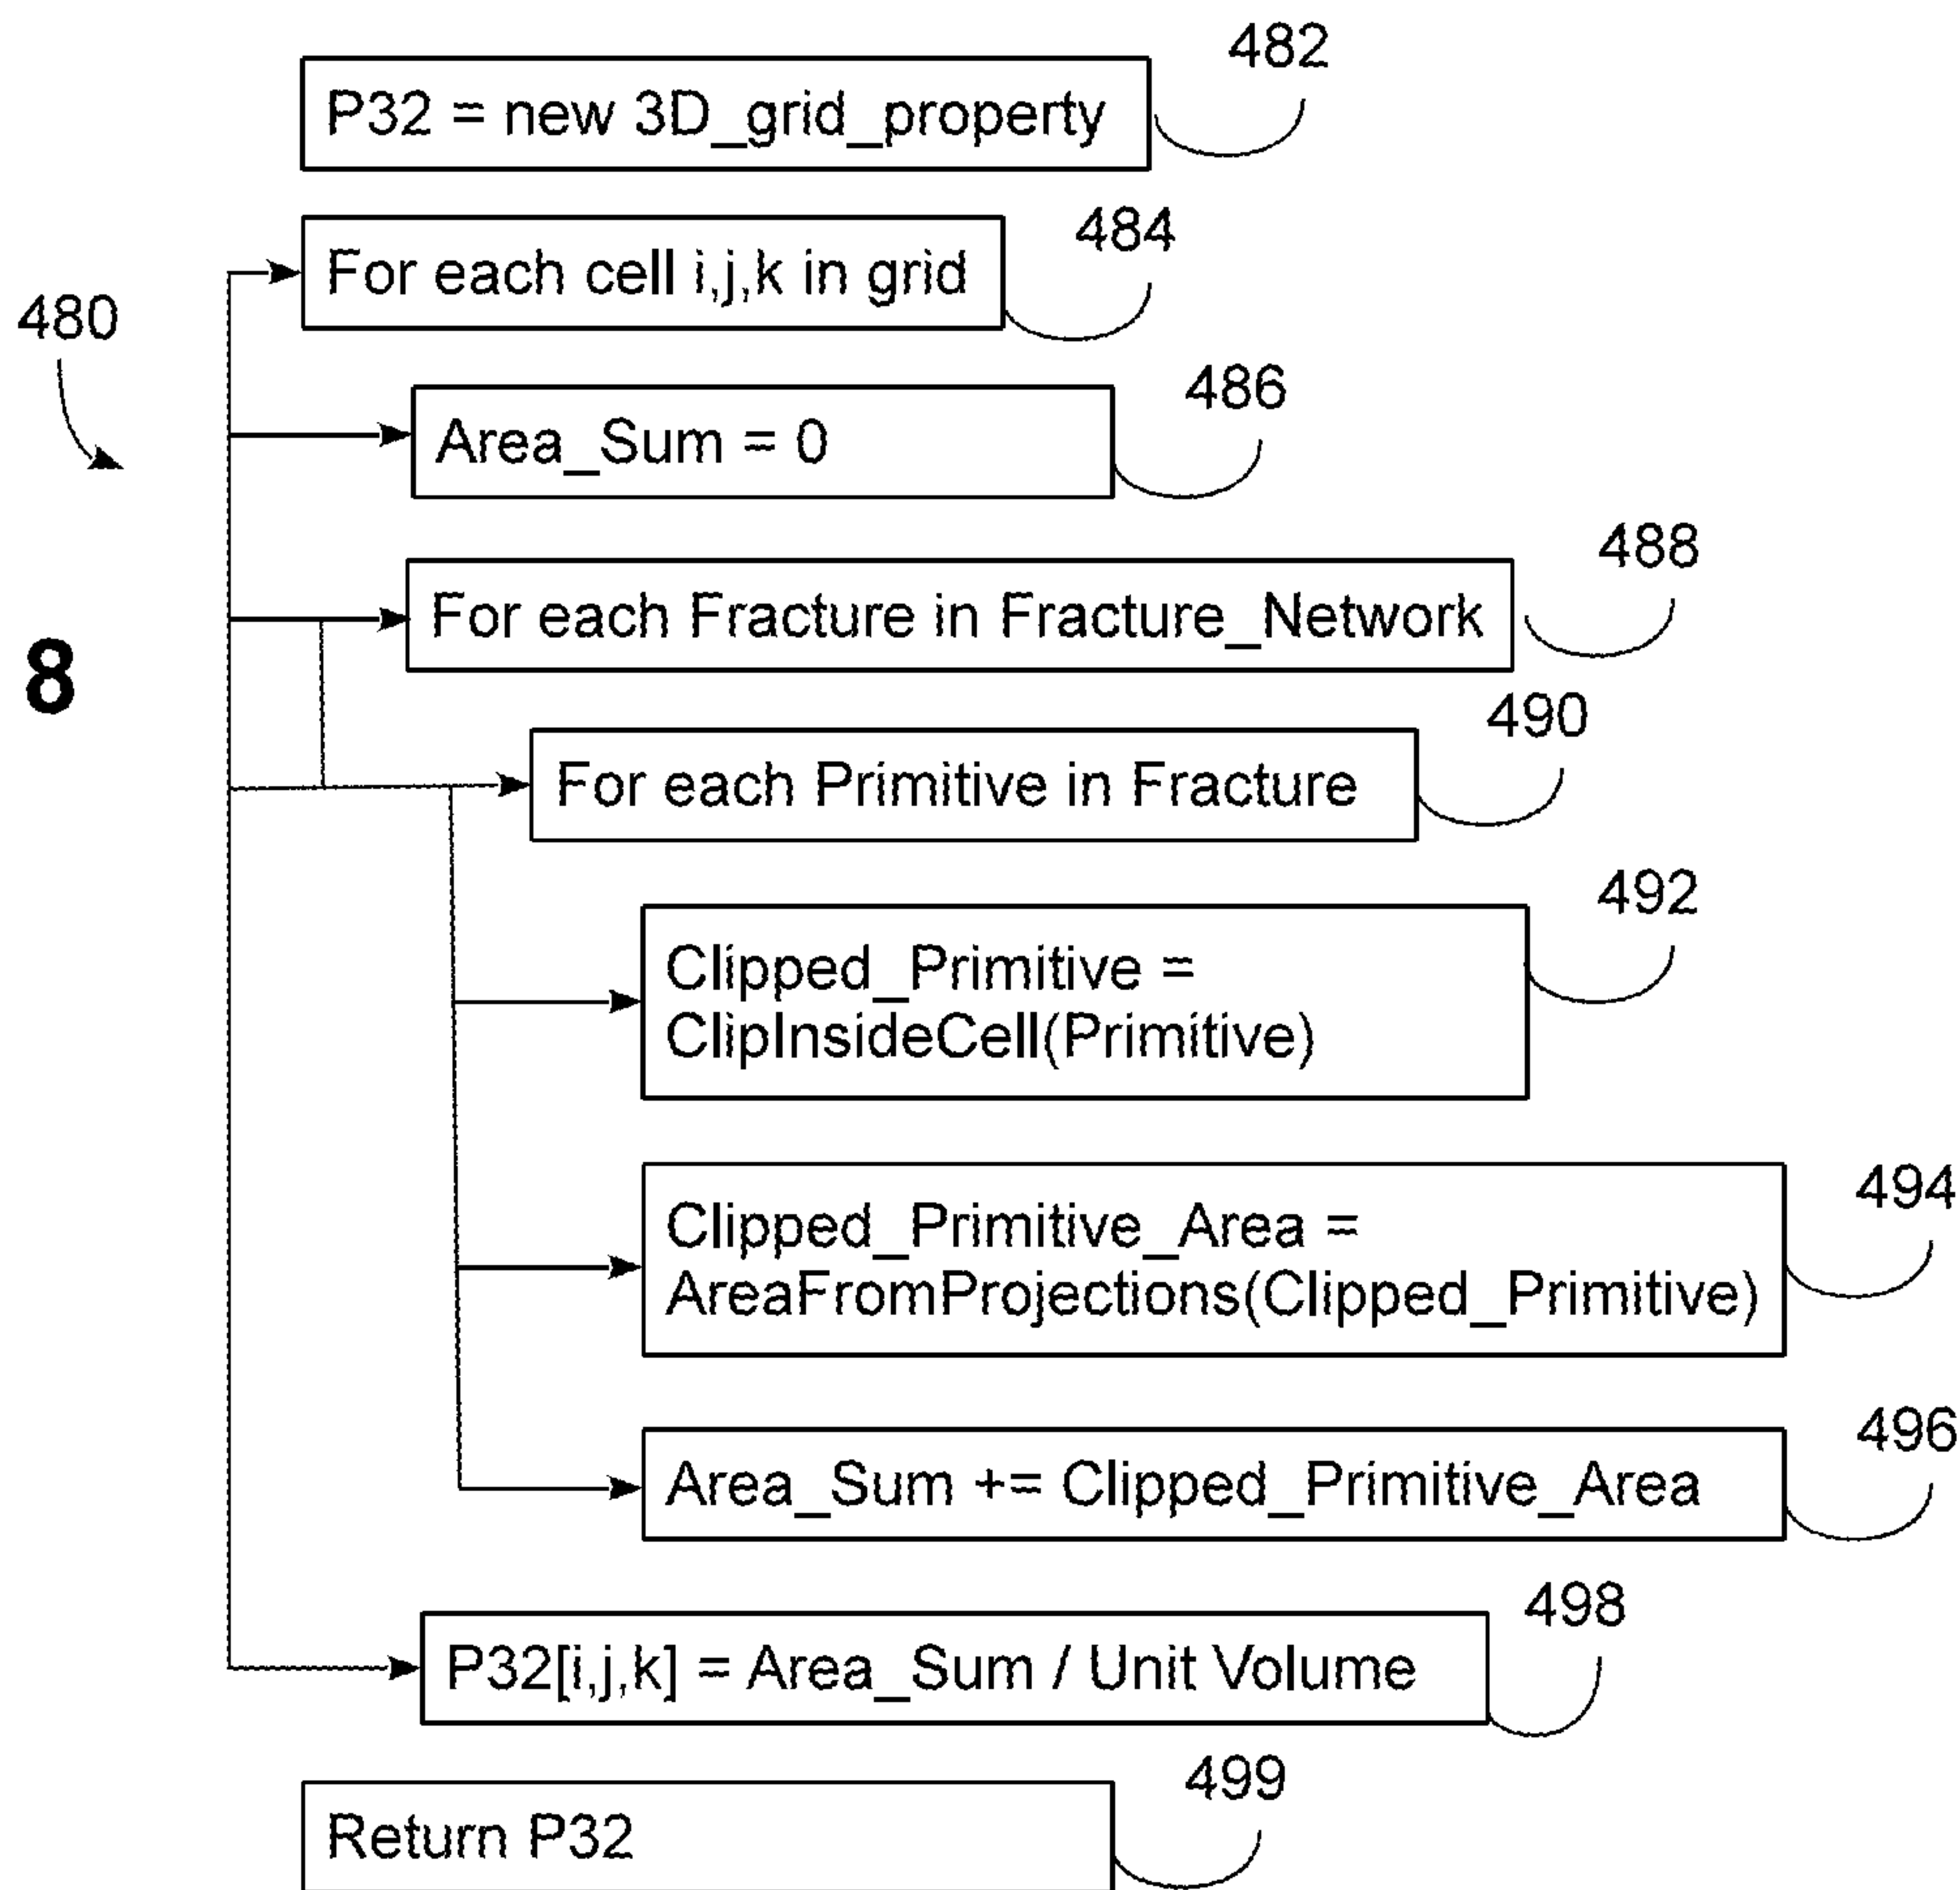 482
P32 = new 3D_grid_property
484
For each cell i,j,k in grid
480
486
Area_Sum = 0
488
For each Fracture in Fracture_Network
8
490
For each Primitive in Fracture
492
Clipped_Primitive =
ClipInsideCell(Primitive)
494
Clipped_Primitive_Area =
AreaFromProjections(Clipped_Primitive)
496
Area_Sum += Clipped_Primitive_Area
498
P32[i,j,k] = Area_Sum / Unit Volume
499
Return P32